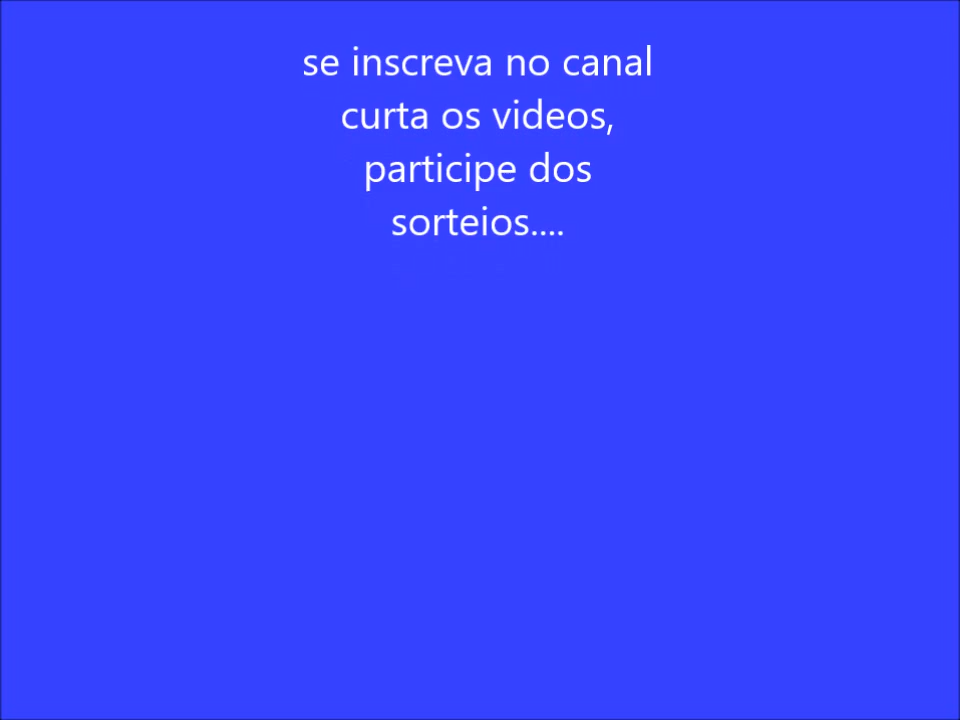 se inscreva no canal
curta os videos,
participe dos
sorteios....